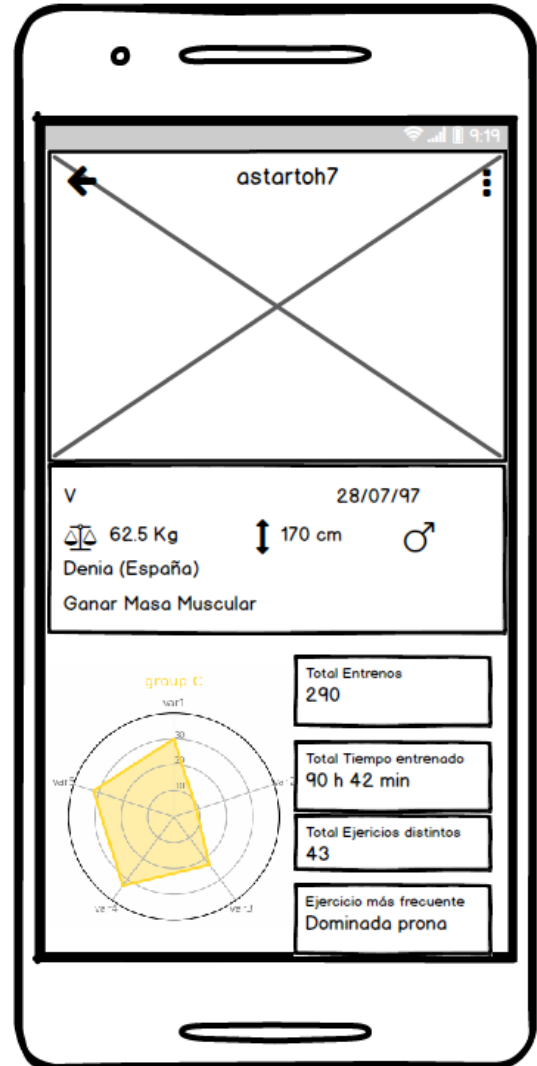 9:19
astartoh7
V 28/07/97
62.5 Kg 170 cm
Denia (España)
Ganar Masa Muscular
group C
var1
30
20
10
var2
var3
var4
var5
Total Entrenos
290
Total Tiempo entrenado
90 h 42 min
Total Ejericios distintos
43
Ejercicio más frecuente
Dominada prona